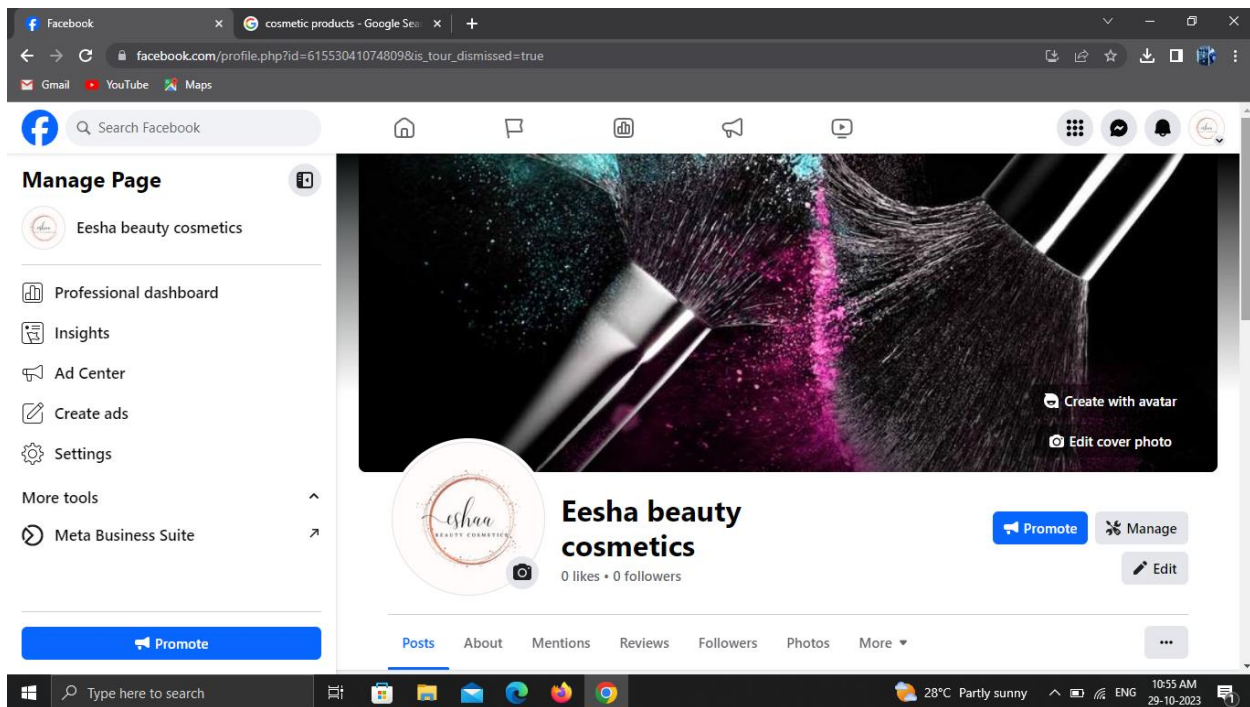 Facebook
cosmetic products - Google Sea
facebook.com/profile.php?id=61553041074809&is_tour_dismissed=true
Gmail YouTube Maps
Search Facebook
Manage Page
Eesha beauty cosmetics
Professional dashboard
Insights
Ad Center
Create ads
Settings
More tools
Meta Business Suite
Promote
Create with avatar
Edit cover photo
eshaa
BEAUTY COSMETICS
Eesha beauty
cosmetics
0 likes • 0 followers
Promote Manage
Edit
Posts About Mentions Reviews Followers Photos More
Type here to search
28°C Partly sunny
ENG
10:55 AM
29-10-2023
1